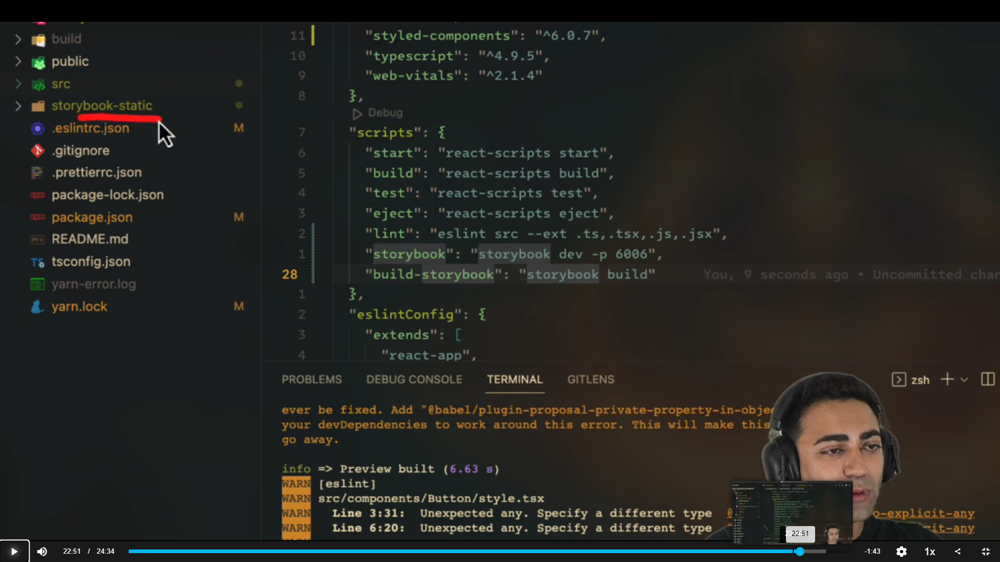 build
public
src
storybook-static
.eslintrc.json M
.gitignore
.prettierrc.json
package-lock.json
package.json M
README.md
tsconfig.json
yarn-error.log
yarn.lock M
11 "styled-components": "^6.0.7",
10 "typescript": "^4.9.5",
9 "web-vitals": "^2.1.4"
8 },
Debug
7 "scripts": {
6 "start": "react-scripts start",
5 "build": "react-scripts build",
4 "test": "react-scripts test",
3 "eject": "react-scripts eject",
2 "lint": "eslint src --ext .ts,.tsx,.js,.jsx",
1 "storybook": "storybook dev -p 6006",
28 "build-storybook": "storybook build" You, 9 seconds ago • Uncommitted chan
1 },
2 "eslintConfig": {
3 "extends": [
4 "react-app",
PROBLEMS DEBUG CONSOLE TERMINAL GITLENS zsh
ever be fixed. Add "@babel/plugin-proposal-private-property-in-obje
your devDependencies to work around this error. This will make this
go away.
info => Preview built (6.63 s)
WARN [eslint]
WARN src/components/Button/style.tsx
WARN Line 3:31: Unexpected any. Specify a different type @ o-explicit-any
WARN Line 6:20: Unexpected any. Specify a different type @ cit-any
22:51
22:51 / 24:34 -1:43 1x